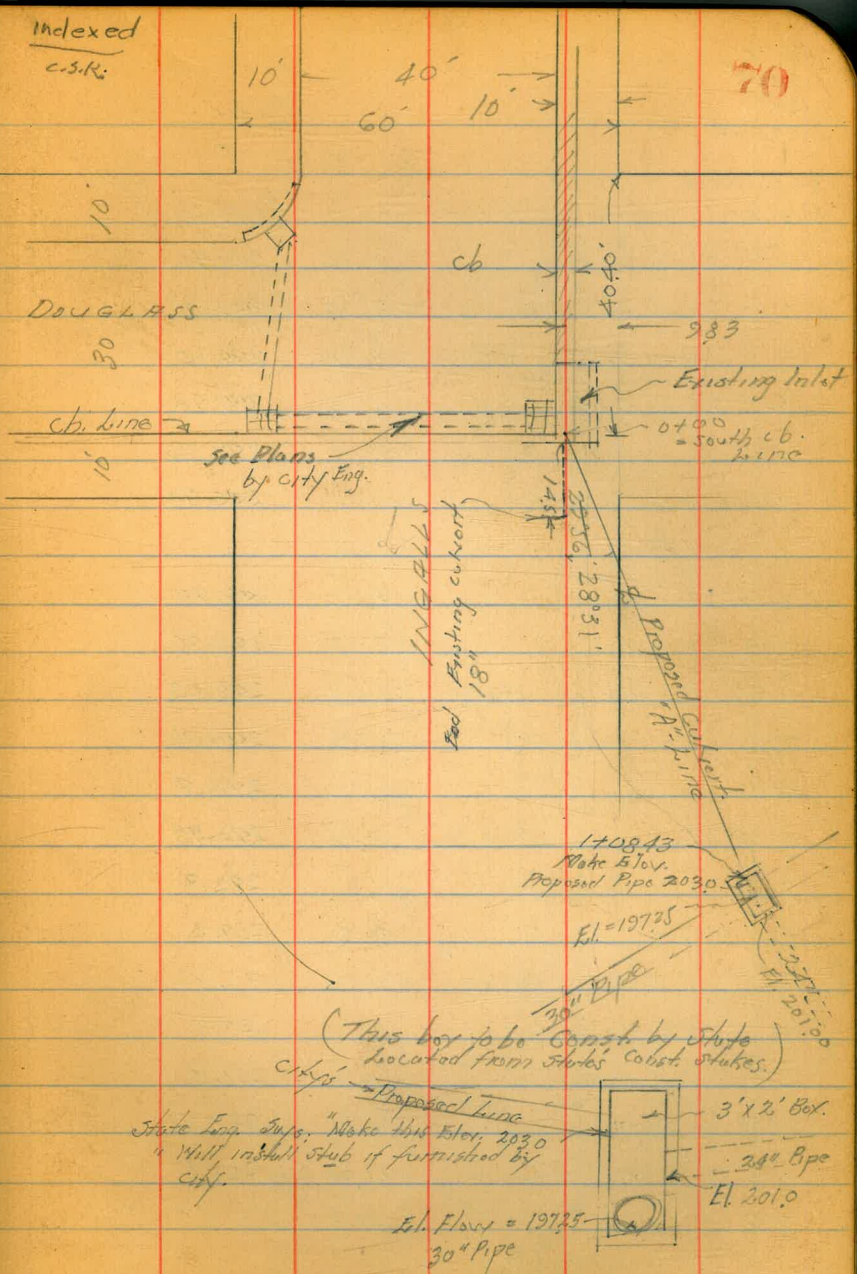 Indexed
C.S.K.
70
10'
40'
10'
60'
10
cb
40.40'
DOUGLASS
30
9.83
Existing Inlet
Cb. Line
0+00
= South cb.
Line
10'
See Plans
by City Eng.
14.5'
28°31'
INGALLS
End Existing Culvert
18"
Proposed Culvert
"A"-Line
1+08.43
Make Elev.
Proposed Pipe 203.0
El. = 197.25
30" Pipe
El. 201.00
(This box to be Const. by State
Located from State's Const. stakes.)
City's
Proposed Line
3' x 2' Box.
State Eng. Says. "Make this Elev. 203.0
" Will install stub if furnished by
City.
24" Pipe
El. 201.0
El. Flow = 197.25
30" Pipe